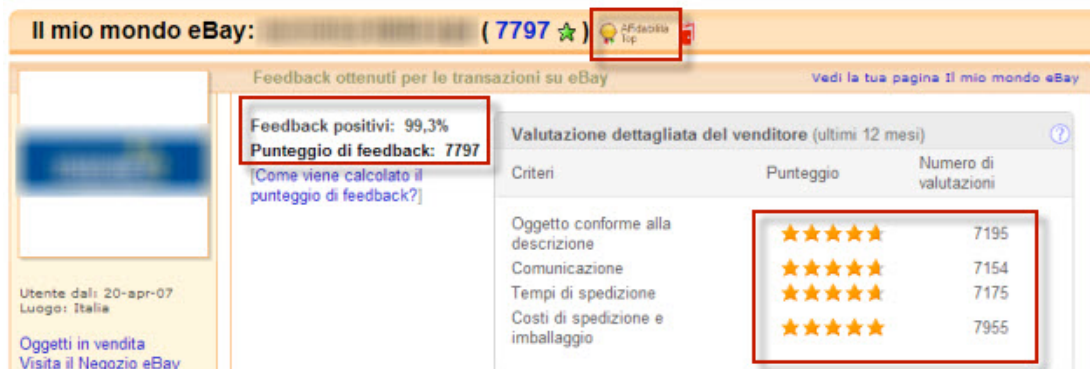 Il mio mondo eBay: ( 7797 ) Affidabilità
Top
Feedback ottenuti per le transazioni su eBay
Vedi la tua pagina Il mio mondo eBay
Feedback positivi: 99,3%
Punteggio di feedback: 7797
[Come viene calcolato il
punteggio di feedback?]
Valutazione dettagliata del venditore (ultimi 12 mesi) ?
Criteri Punteggio Numero di
valutazioni
Oggetto conforme alla
descrizione 7195
Comunicazione 7154
Tempi di spedizione 7175
Costi di spedizione e
imballaggio 7955
Utente dal: 20-apr-07
Luogo: Italia
Oggetti in vendita
Visita il Negozio eBay